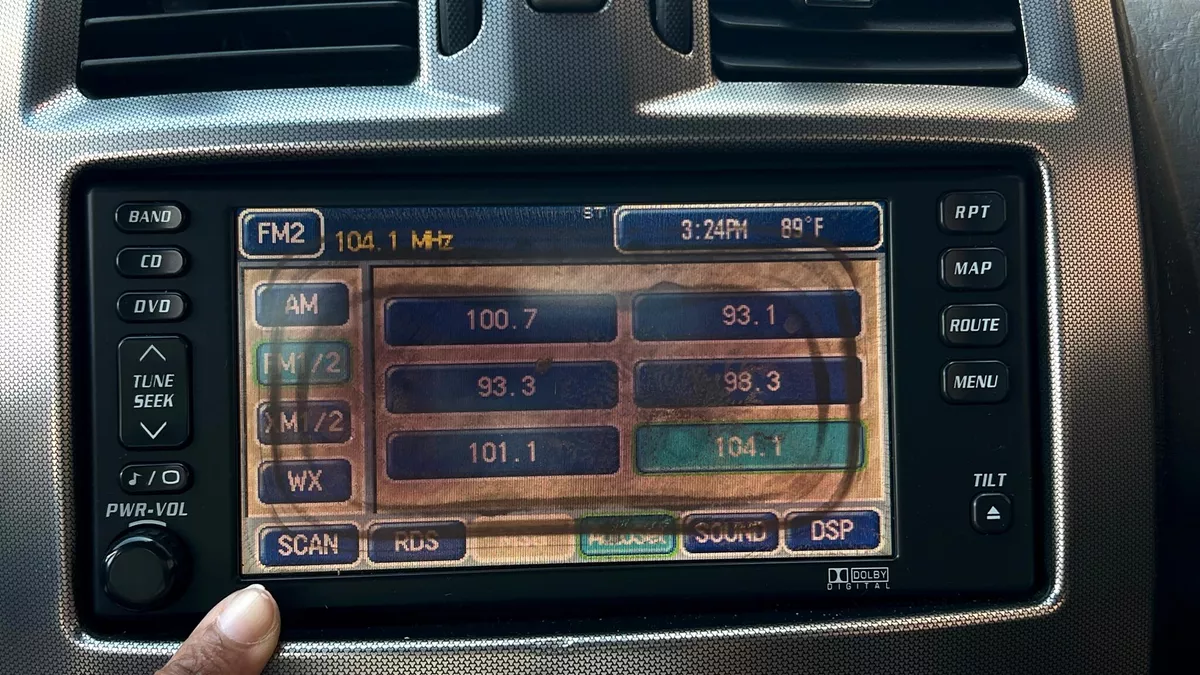 BAND
CD
DVD
TUNE
SEEK
PWR-VOL
FM2
104.1 MHz
ST
3:24PM 89°F
AM
FM1/2
XM1/2
WX
100.7
93.1
93.3
98.3
101.1
104.1
SCAN
RDS
AutoSet
SOUND
DSP
RPT
MAP
ROUTE
MENU
TILT
DOLBY
DIGITAL